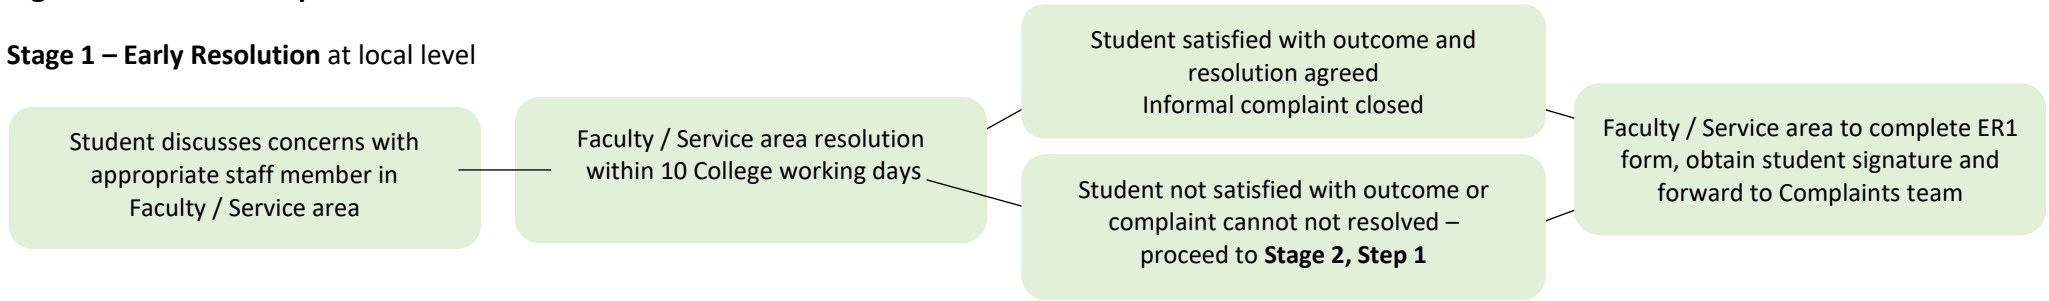 Stage 1 – Early Resolution at local level
Student discusses concerns with
appropriate staff member in
Faculty / Service area
Faculty / Service area resolution
within 10 College working days
Student satisfied with outcome and
resolution agreed
Informal complaint closed
Student not satisfied with outcome or
complaint cannot not resolved –
proceed to Stage 2, Step 1
Faculty / Service area to complete ER1
form, obtain student signature and
forward to Complaints team